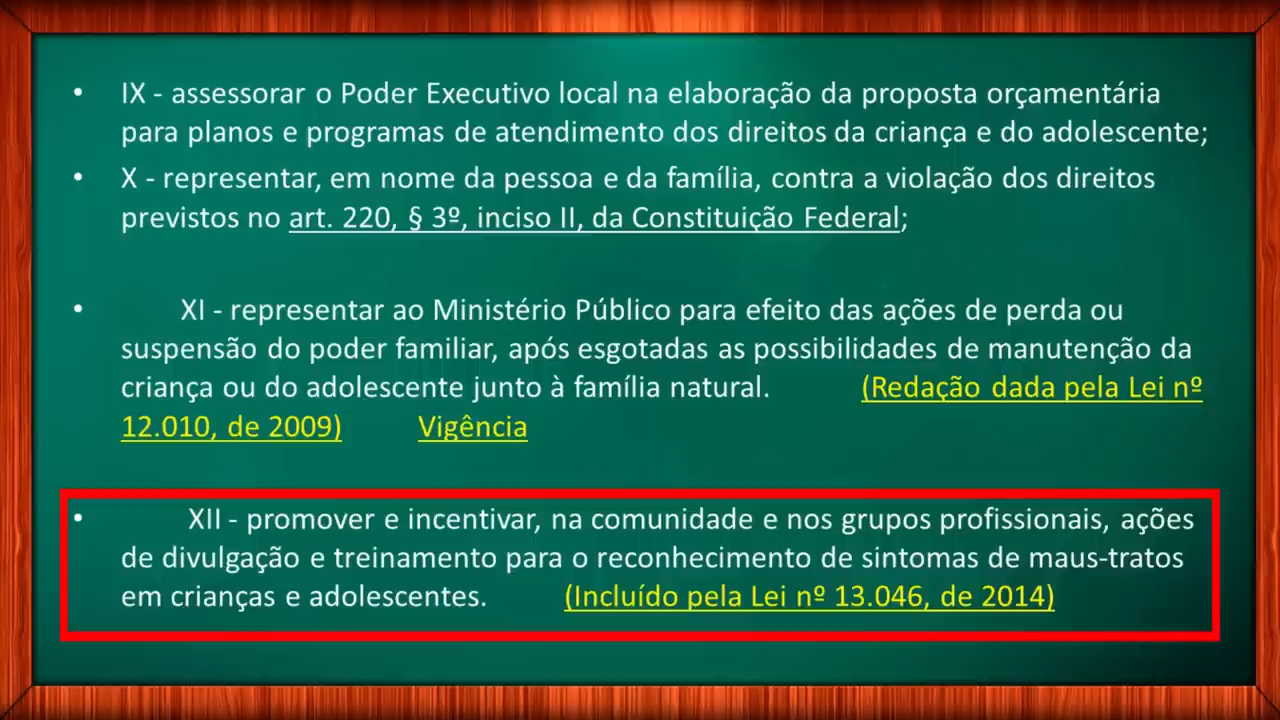 • IX - assessorar o Poder Executivo local na elaboração da proposta orçamentária
para planos e programas de atendimento dos direitos da criança e do adolescente;
• X - representar, em nome da pessoa e da família, contra a violação dos direitos
previstos no art. 220, § 3º, inciso II, da Constituição Federal;
• XI - representar ao Ministério Público para efeito das ações de perda ou
suspensão do poder familiar, após esgotadas as possibilidades de manutenção da
criança ou do adolescente junto à família natural. (Redação dada pela Lei nº
12.010, de 2009) Vigência
• XII - promover e incentivar, na comunidade e nos grupos profissionais, ações
de divulgação e treinamento para o reconhecimento de sintomas de maus-tratos
em crianças e adolescentes. (Incluído pela Lei nº 13.046, de 2014)